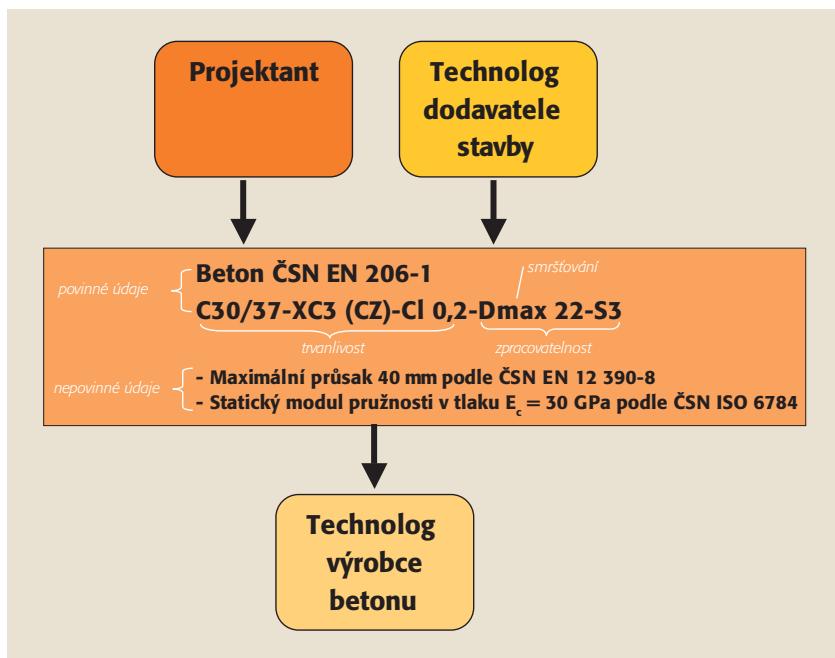 Projektant
Technolog
dodavatele
stavby
smršťování
povinné údaje
Beton ČSN EN 206-1
C30/37-XC3 (CZ)-Cl 0,2-Dmax 22-S3
trvanlivost
zpracovatelnost
nepovinné údaje
- Maximální průsak 40 mm podle ČSN EN 12 390-8
- Statický modul pružnosti v tlaku Ec = 30 GPa podle ČSN ISO 6784
Technolog
výrobce
betonu